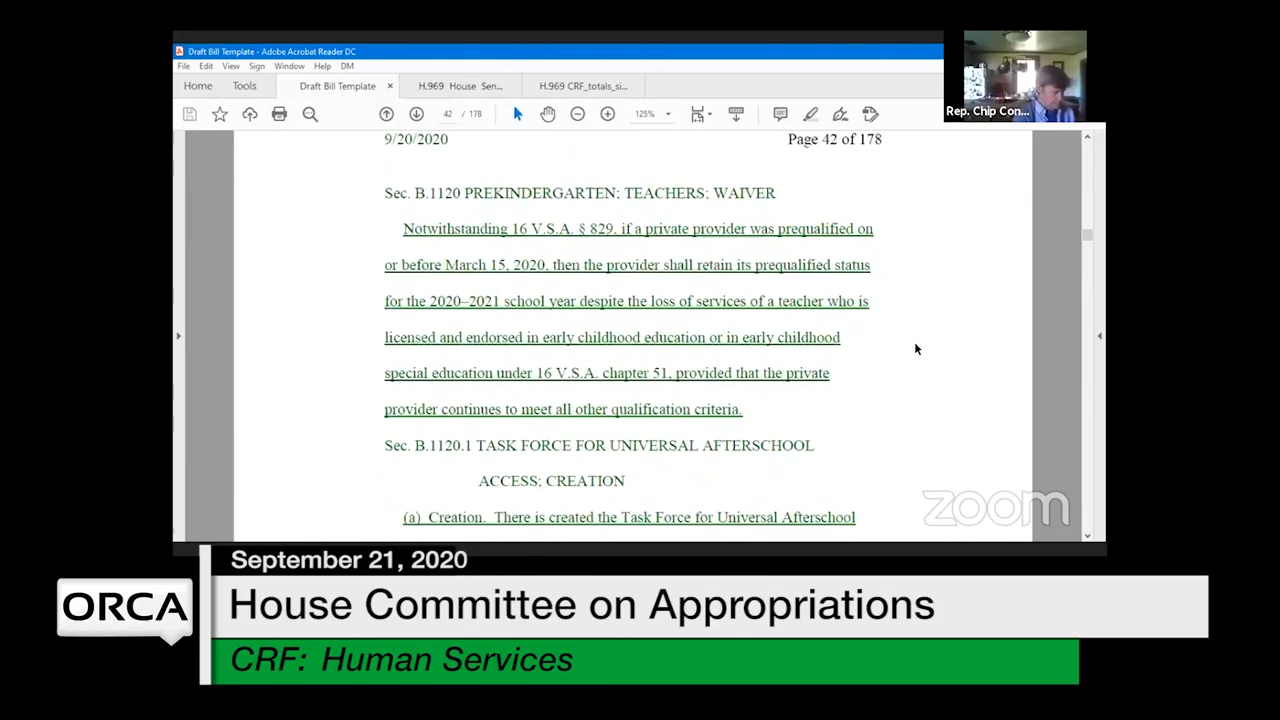 Draft Bill Template - Adobe Acrobat Reader DC
File Edit View Sign Window Help DM
Home Tools Draft Bill Template × H.969 House Sen... H.969 CRF_totals_si...
42 / 178 125%
Rep. Chip Con...
9/20/2020 Page 42 of 178
Sec. B.1120 PREKINDERGARTEN; TEACHERS; WAIVER
Notwithstanding 16 V.S.A. § 829, if a private provider was prequalified on
or before March 15, 2020, then the provider shall retain its prequalified status
for the 2020–2021 school year despite the loss of services of a teacher who is
licensed and endorsed in early childhood education or in early childhood
special education under 16 V.S.A. chapter 51, provided that the private
provider continues to meet all other qualification criteria.
Sec. B.1120.1 TASK FORCE FOR UNIVERSAL AFTERSCHOOL
ACCESS; CREATION
(a) Creation. There is created the Task Force for Universal Afterschool
zoom
September 21, 2020
ORCA
House Committee on Appropriations
CRF: Human Services